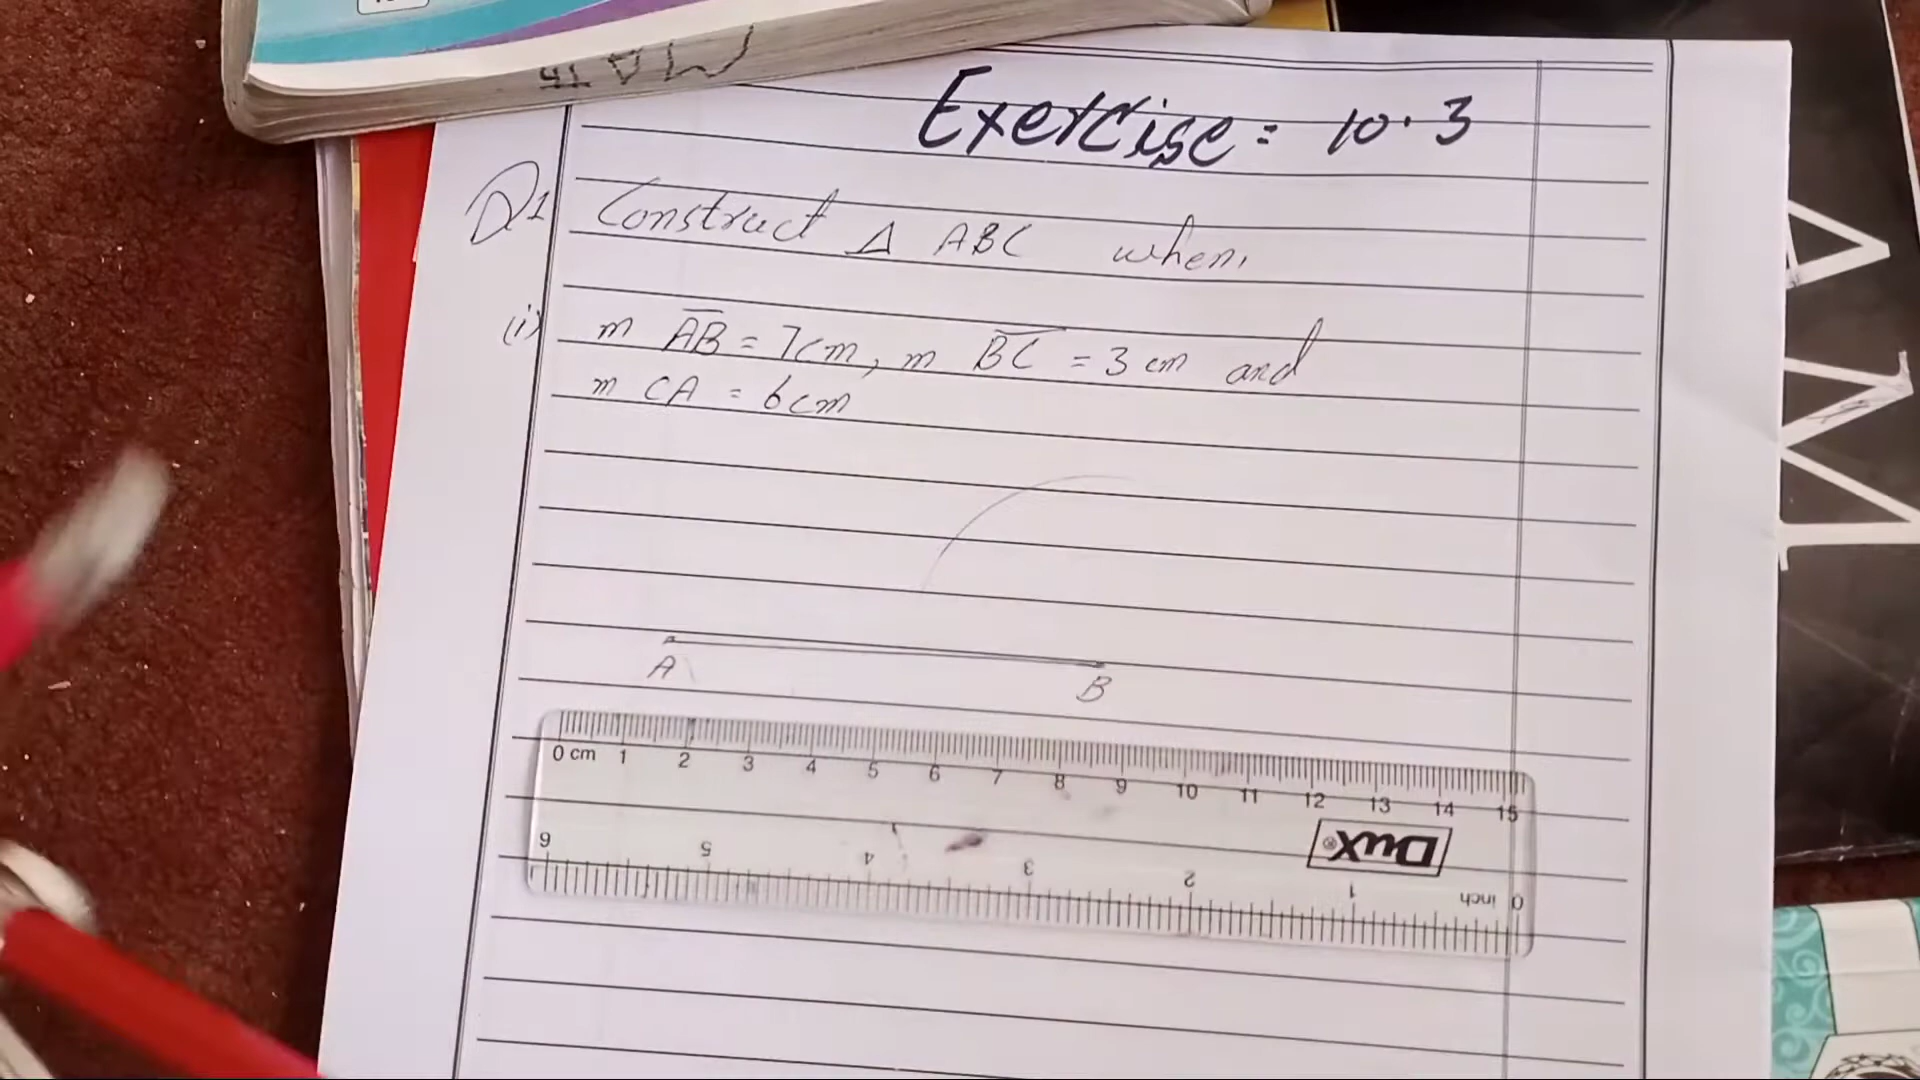 MATH
Exercise = 10.3
Q1 Construct Δ ABC when,
(i) m AB = 7cm, m BC = 3 cm and
m CA = 6cm
A
B
0 cm 1 2 3 4 5 6 7 8 9 10 11 12 13 14 15
DUX®
6 5 4 3 2 1 0 inch